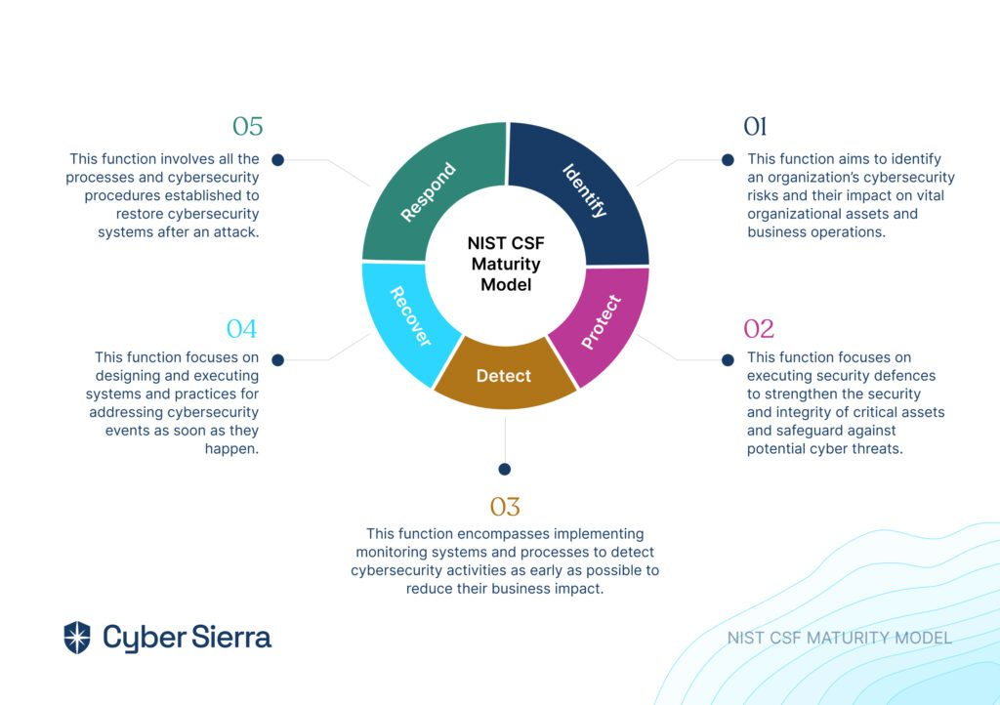 05
This function involves all the
processes and cybersecurity
procedures established to
restore cybersecurity
systems after an attack.
01
This function aims to identify
an organization's cybersecurity
risks and their impact on vital
organizational assets and
business operations.
Respond
Identify
NIST CSF
Maturity
Model
Recover
Protect
Detect
04
This function focuses on
designing and executing
systems and practices for
addressing cybersecurity
events as soon as they
happen.
02
This function focuses on
executing security defences
to strengthen the security
and integrity of critical assets
and safeguard against
potential cyber threats.
03
This function encompasses implementing
monitoring systems and processes to detect
cybersecurity activities as early as possible to
reduce their business impact.
Cyber Sierra
NIST CSF MATURITY MODEL